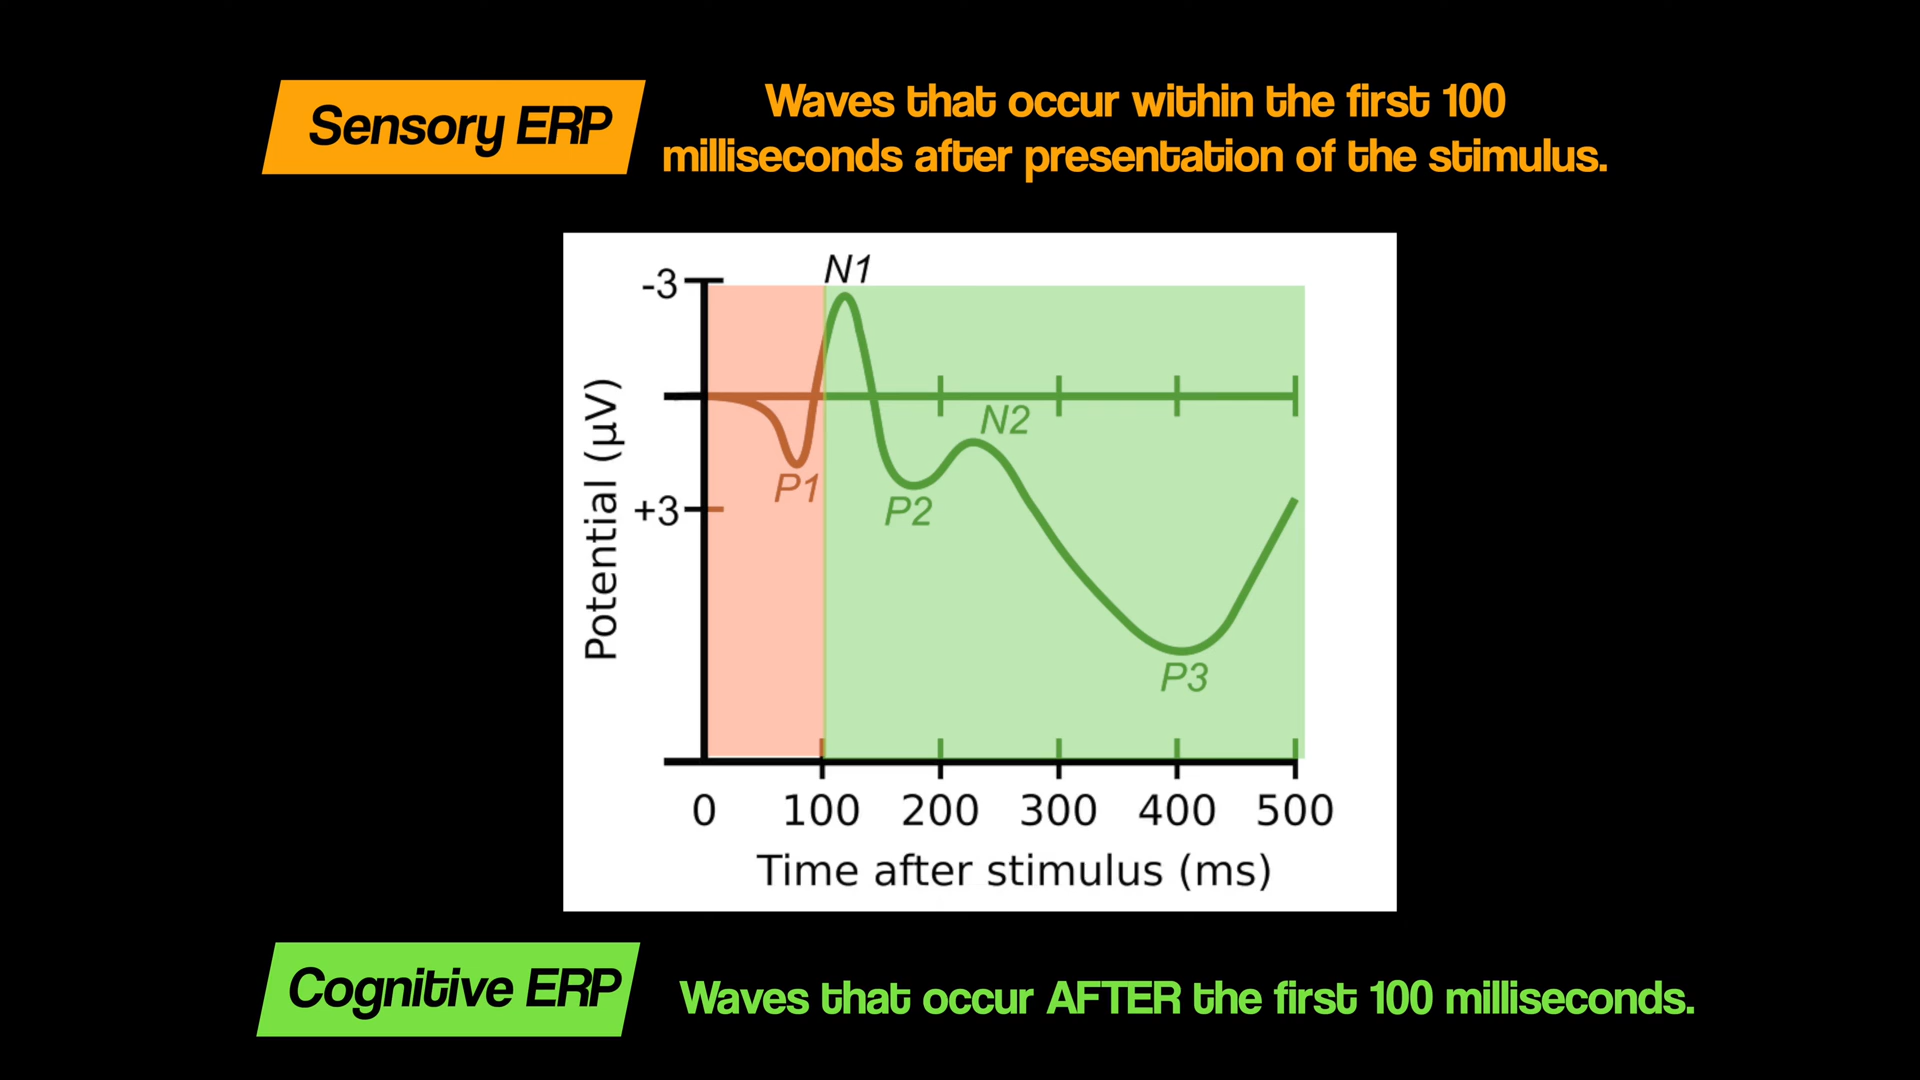 Sensory ERP
Waves that occur within the first 100
milliseconds after presentation of the stimulus.
N1
-3
N2
P1
P2
+3
Potential (µV)
P3
0 100 200 300 400 500
Time after stimulus (ms)
Cognitive ERP
Waves that occur AFTER the first 100 milliseconds.